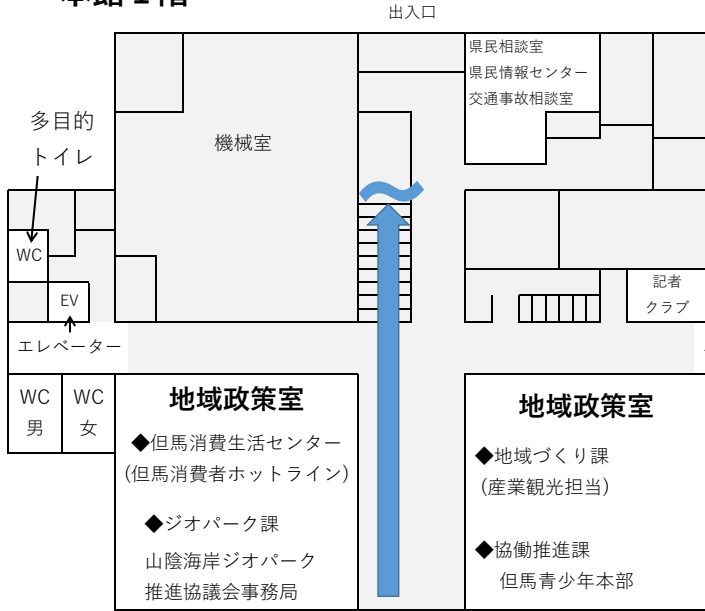 出入口
県民相談室
県民情報センター
交通事故相談室
多目的
トイレ
機械室
WC
EV
記者
クラブ
エレベーター
WC
男
WC
女
地域政策室
◆但馬消費生活センター
(但馬消費者ホットライン)
◆ジオパーク課
山陰海岸ジオパーク
推進協議会事務局
地域政策室
◆地域づくり課
(産業観光担当)
◆協働推進課
但馬青少年本部